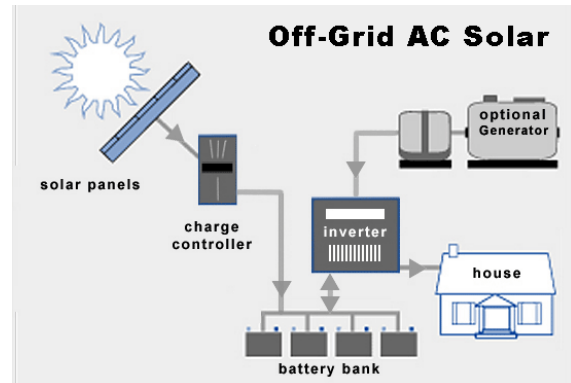 Off-Grid AC Solar
optional
Generator
solar panels
charge
controller
inverter
house
battery bank